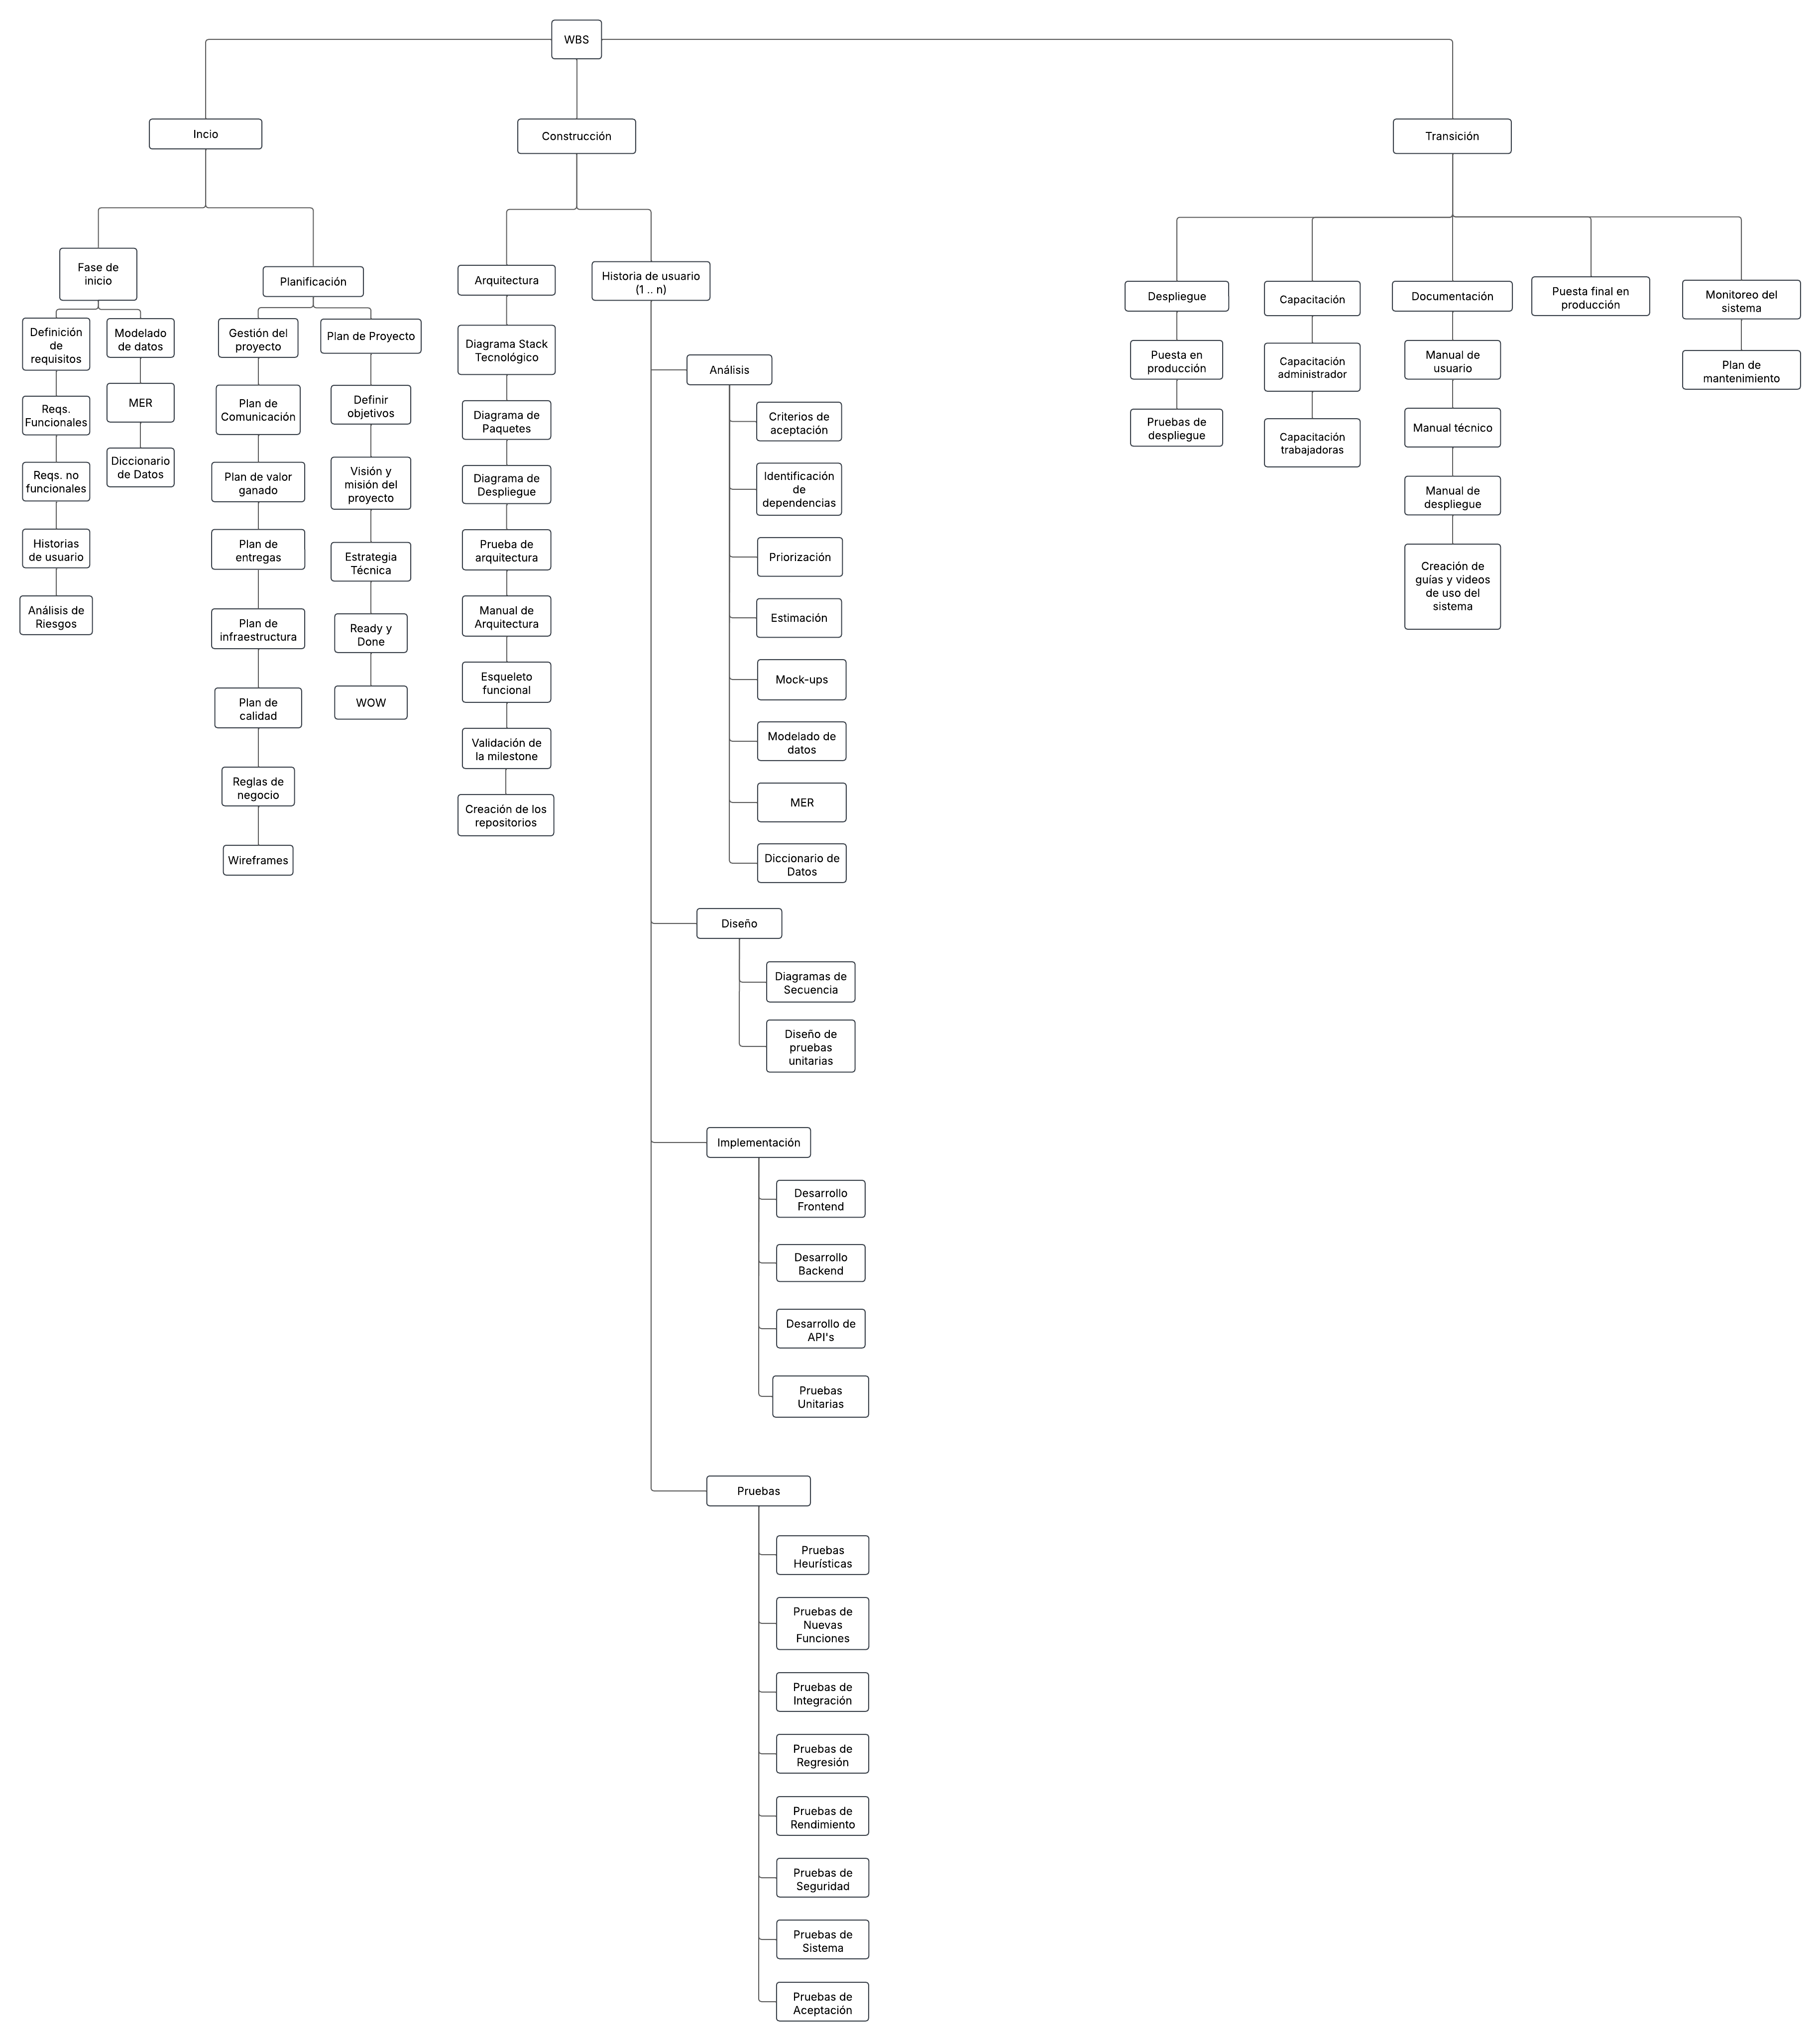 WBS
Incio
Construcción
Transición
Fase de
inicio
Planificación
Definición
de
requisitos
Reqs.
Funcionales
Reqs. no
funcionales
Historias
de usuario
Análisis de
Riesgos
Modelado
de datos
MER
Diccionario
de Datos
Gestión del
proyecto
Plan de
Comunicación
Plan de valor
ganado
Plan de
entregas
Plan de
infraestructura
Plan de
calidad
Reglas de
negocio
Wireframes
Plan de Proyecto
Definir
objetivos
Visión y
misión del
proyecto
Estrategia
Técnica
Ready y
Done
WOW
Arquitectura
Diagrama Stack
Tecnológico
Diagrama de
Paquetes
Diagrama de
Despliegue
Prueba de
arquitectura
Manual de
Arquitectura
Esqueleto
funcional
Validación de
la milestone
Creación de los
repositorios
Historia de usuario
(1 .. n)
Análisis
Criterios de
aceptación
Identificación
de
dependencias
Priorización
Estimación
Mock-ups
Modelado de
datos
MER
Diccionario de
Datos
Diseño
Diagramas de
Secuencia
Diseño de
pruebas
unitarias
Implementación
Desarrollo
Frontend
Desarrollo
Backend
Desarrollo de
API's
Pruebas
Unitarias
Pruebas
Pruebas
Heurísticas
Pruebas de
Nuevas
Funciones
Pruebas de
Integración
Pruebas de
Regresión
Pruebas de
Rendimiento
Pruebas de
Seguridad
Pruebas de
Sistema
Pruebas de
Aceptación
Despliegue
Puesta en
producción
Pruebas de
despliegue
Capacitación
Capacitación
administrador
Capacitación
trabajadoras
Documentación
Manual de
usuario
Manual técnico
Manual de
despliegue
Creación de
guías y videos
de uso del
sistema
Puesta final en
producción
Monitoreo del
sistema
Plan de
mantenimiento